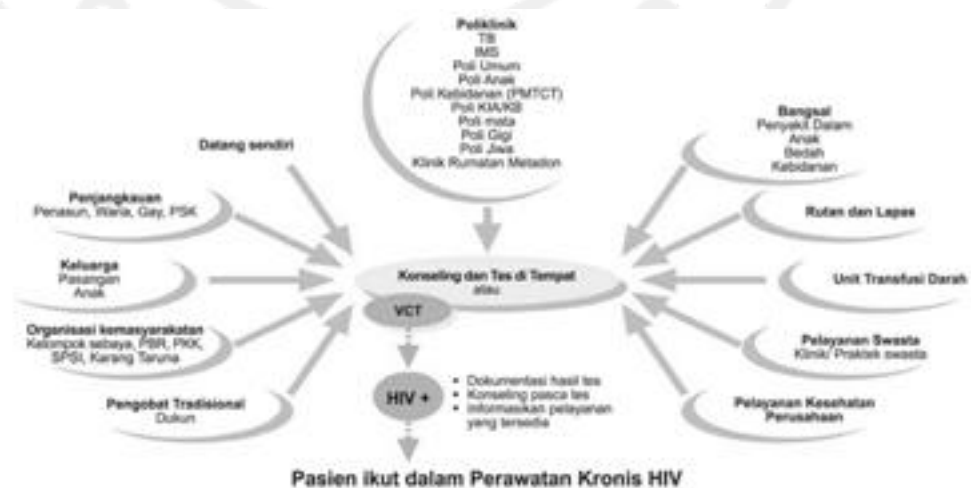 Poliklinik
TB
IMS
Poli Umum
Poli Anak
Poli Kebidanan (PMTCT)
Poli KIA/KB
Poli mata
Poli Gigi
Poli Jiwa
Klinik Rumatan Metadon
Datang sendiri
Penjangkauan
Penasun, Waria, Gay, PSK
Keluarga
Pasangan
Anak
Organisasi kemasyarakatan
Kelompok sebaya, PBR, PKK,
SPSI, Karang Taruna
Pengobat Tradisional
Dukun
Bangsal
Penyakit Dalam
Anak
Bedah
Kebidanan
Rutan dan Lapas
Unit Transfusi Darah
Pelayanan Swasta
Klinik/ Praktek swasta
Pelayanan Kesehatan
Perusahaan
Konseling dan Tes di Tempat
atau
VCT
HIV +
• Dokumentasi hasil tes
• Konseling pasca tes
• Informasikan pelayanan
yang tersedia
Pasien ikut dalam Perawatan Kronis HIV